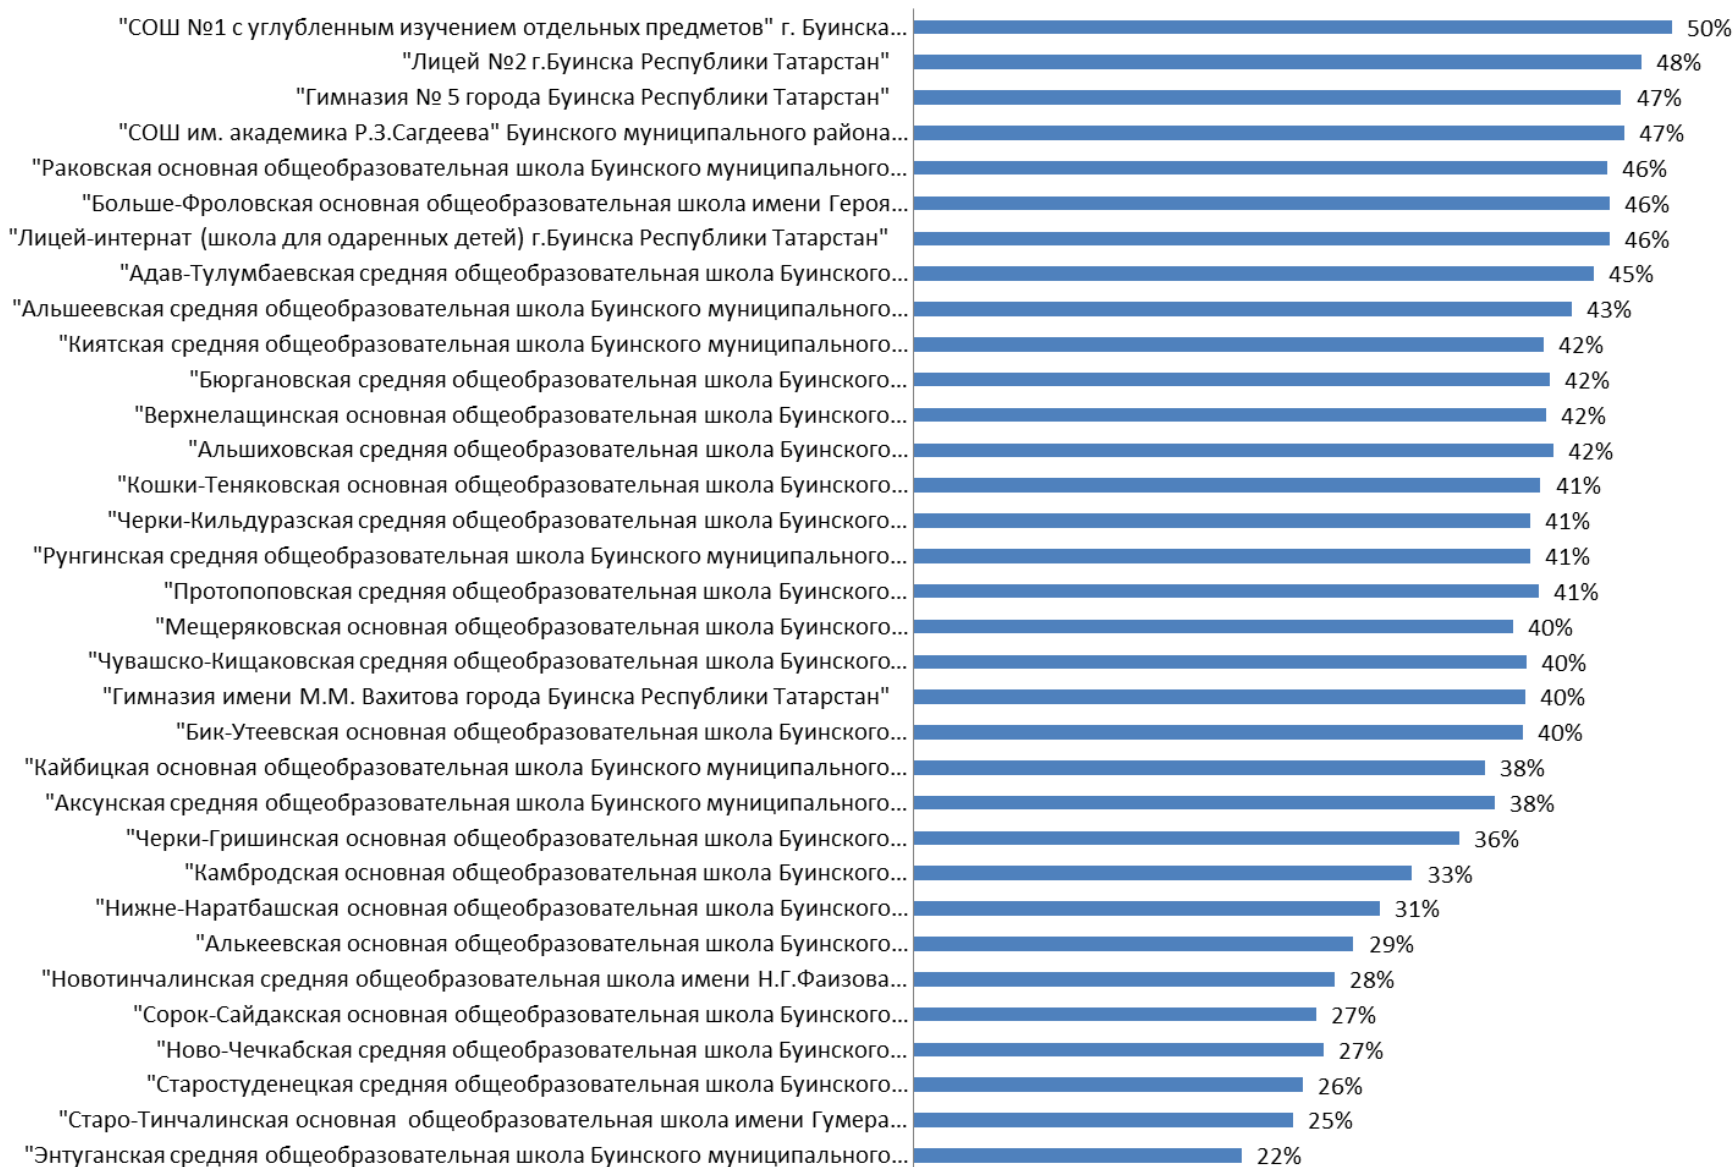 "СОШ №1 с углубленным изучением отдельных предметов" г. Буинска... 50%
"Лицей №2 г.Буинска Республики Татарстан" 48%
"Гимназия № 5 города Буинска Республики Татарстан" 47%
"СОШ им. академика Р.З.Сагдеева" Буинского муниципального района... 47%
"Раковская основная общеобразовательная школа Буинского муниципального... 46%
"Больше-Фроловская основная общеобразовательная школа имени Героя... 46%
"Лицей-интернат (школа для одаренных детей) г.Буинска Республики Татарстан" 46%
"Адав-Тулумбаевская средняя общеобразовательная школа Буинского... 45%
"Альшеевская средняя общеобразовательная школа Буинского муниципального... 43%
"Киятская средняя общеобразовательная школа Буинского муниципального... 42%
"Бюргановская средняя общеобразовательная школа Буинского... 42%
"Верхнелащинская основная общеобразовательная школа Буинского... 42%
"Альшиховская средняя общеобразовательная школа Буинского... 42%
"Кошки-Теняковская основная общеобразовательная школа Буинского... 41%
"Черки-Кильдуразская средняя общеобразовательная школа Буинского... 41%
"Рунгинская средняя общеобразовательная школа Буинского муниципального... 41%
"Протопоповская средняя общеобразовательная школа Буинского... 41%
"Мещеряковская основная общеобразовательная школа Буинского... 40%
"Чувашско-Кищаковская средняя общеобразовательная школа Буинского... 40%
"Гимназия имени М.М. Вахитова города Буинска Республики Татарстан" 40%
"Бик-Утеевская основная общеобразовательная школа Буинского... 40%
"Кайбицкая основная общеобразовательная школа Буинского муниципального... 38%
"Аксунская средняя общеобразовательная школа Буинского муниципального... 38%
"Черки-Гришинская основная общеобразовательная школа Буинского... 36%
"Камбродская основная общеобразовательная школа Буинского... 33%
"Нижне-Наратбашская основная общеобразовательная школа Буинского... 31%
"Алькеевская основная общеобразовательная школа Буинского... 29%
"Новотинчалинская средняя общеобразовательная школа имени Н.Г.Фаизова... 28%
"Сорок-Сайдакская основная общеобразовательная школа Буинского... 27%
"Ново-Чечкабская средняя общеобразовательная школа Буинского... 27%
"Старостуденецкая средняя общеобразовательная школа Буинского... 26%
"Старо-Тинчалинская основная  общеобразовательная школа имени Гумера... 25%
"Энтуганская средняя общеобразовательная школа Буинского муниципального... 22%